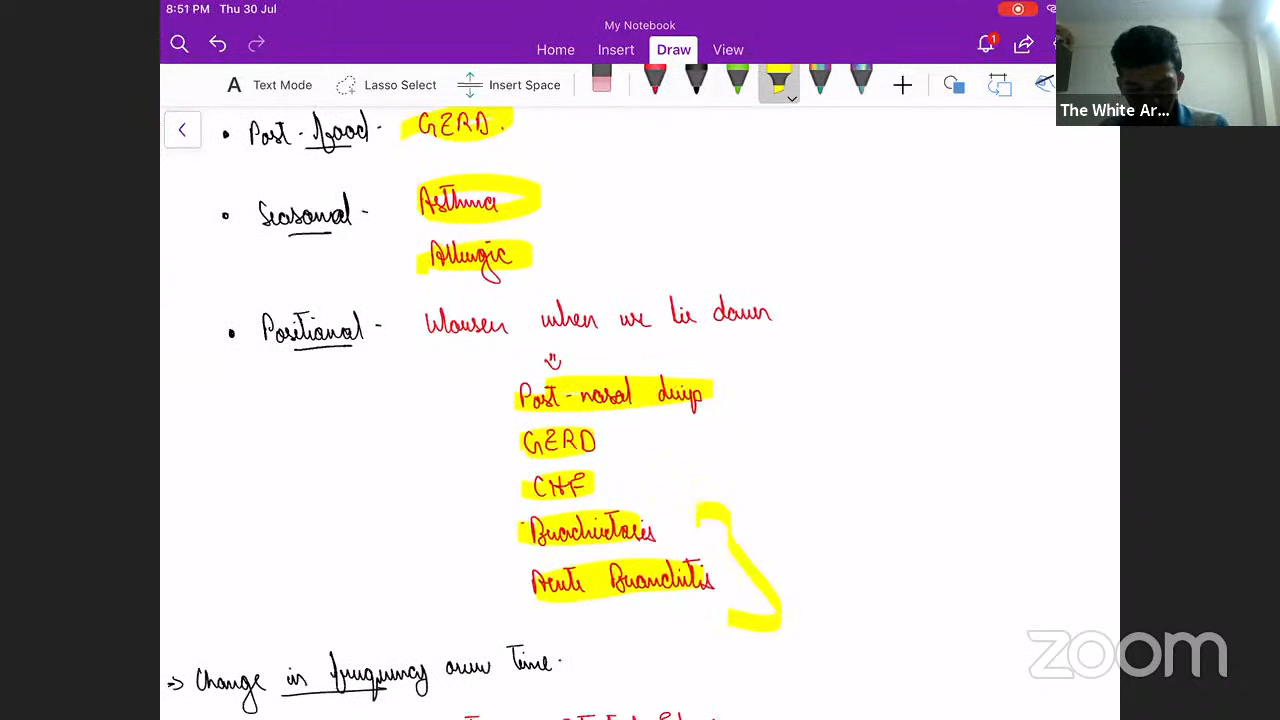 8:51 PM Thu 30 Jul
My Notebook
Home Insert Draw View
1
A Text Mode Lasso Select Insert Space
The White Ar...
• Post-food- GERD.
• Seasonal- Asthma
Allergic
• Positional- Worsen when we lie down
Post-nasal drip
GERD
CHF
Bronchiectasis
Acute Bronchitis
→ Change in frequency over Time.
zoom